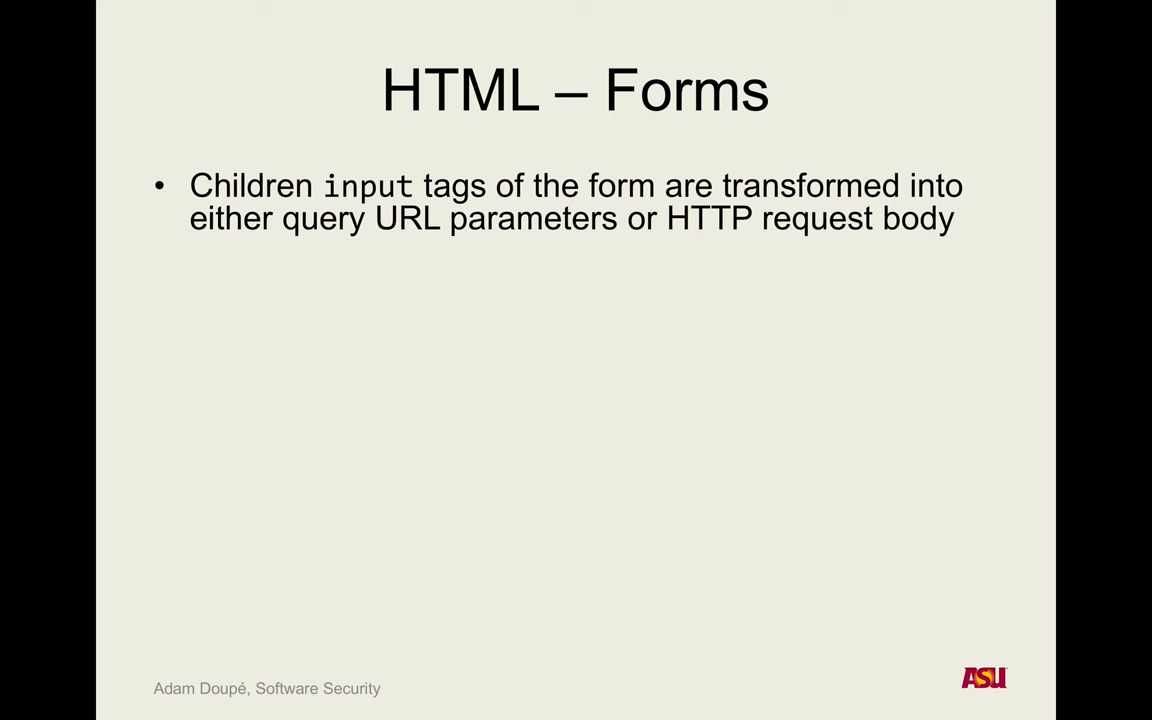 HTML – Forms
• Children input tags of the form are transformed into
either query URL parameters or HTTP request body
Adam Doupé, Software Security
ASU